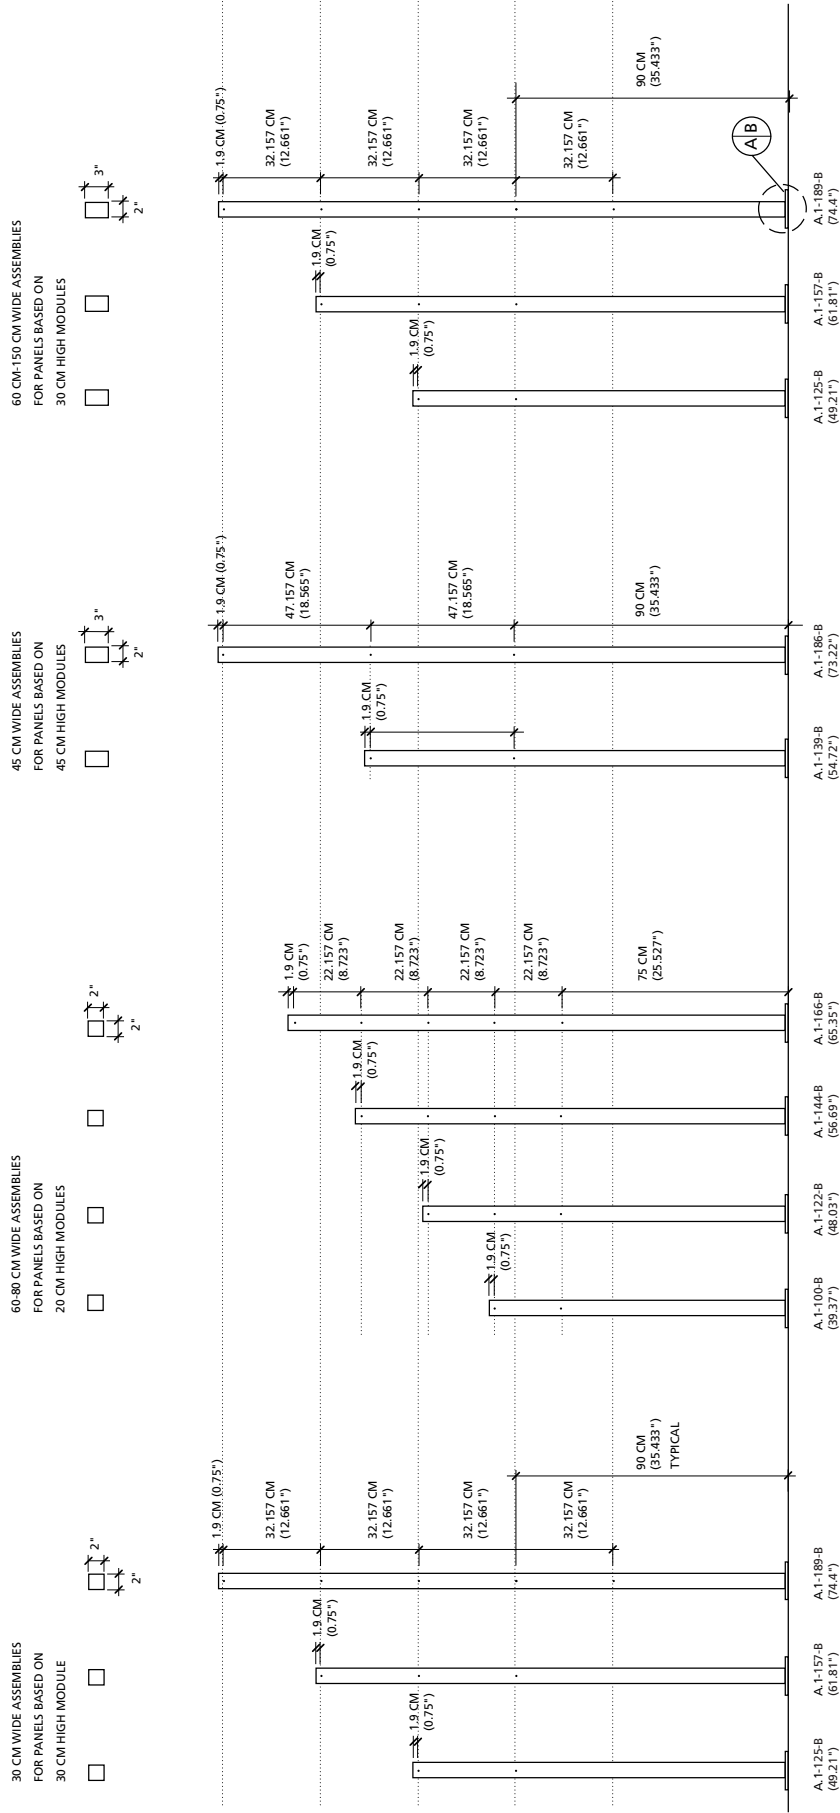 30 CM WIDE ASSEMBLIES
FOR PANELS BASED ON
30 CM HIGH MODULE
2"
2"
1.9 CM (0.75")
32.157 CM
(12.661")
32.157 CM
(12.661")
32.157 CM
(12.661")
32.157 CM
(12.661")
90 CM
(35.433")
TYPICAL
1.9 CM
(0.75")
1.9 CM
(0.75")
A.1-125-B
(49.21")
A.1-157-B
(61.81")
A.1-189-B
(74.4")
60-80 CM WIDE ASSEMBLIES
FOR PANELS BASED ON
20 CM HIGH MODULES
2"
2"
1.9 CM
(0.75")
22.157 CM
(8.723")
22.157 CM
(8.723")
22.157 CM
(8.723")
22.157 CM
(8.723")
75 CM
(25.527")
1.9 CM
(0.75")
1.9 CM
(0.75")
1.9 CM
(0.75")
A.1-100-B
(39.37")
A.1-122-B
(48.03")
A.1-144-B
(56.69")
A.1-166-B
(65.35")
45 CM WIDE ASSEMBLIES
FOR PANELS BASED ON
45 CM HIGH MODULES
3"
2"
1.9 CM (0.75")
47.157 CM
(18.565")
47.157 CM
(18.565")
90 CM
(35.433")
1.9 CM
(0.75")
A.1-139-B
(54.72")
A.1-186-B
(73.22")
60 CM-150 CM WIDE ASSEMBLIES
FOR PANELS BASED ON
30 CM HIGH MODULES
3"
2"
1.9 CM (0.75")
32.157 CM
(12.661")
32.157 CM
(12.661")
32.157 CM
(12.661")
32.157 CM
(12.661")
90 CM
(35.433")
1.9 CM
(0.75")
1.9 CM
(0.75")
A B
A.1-125-B
(49.21")
A.1-157-B
(61.81")
A.1-189-B
(74.4")